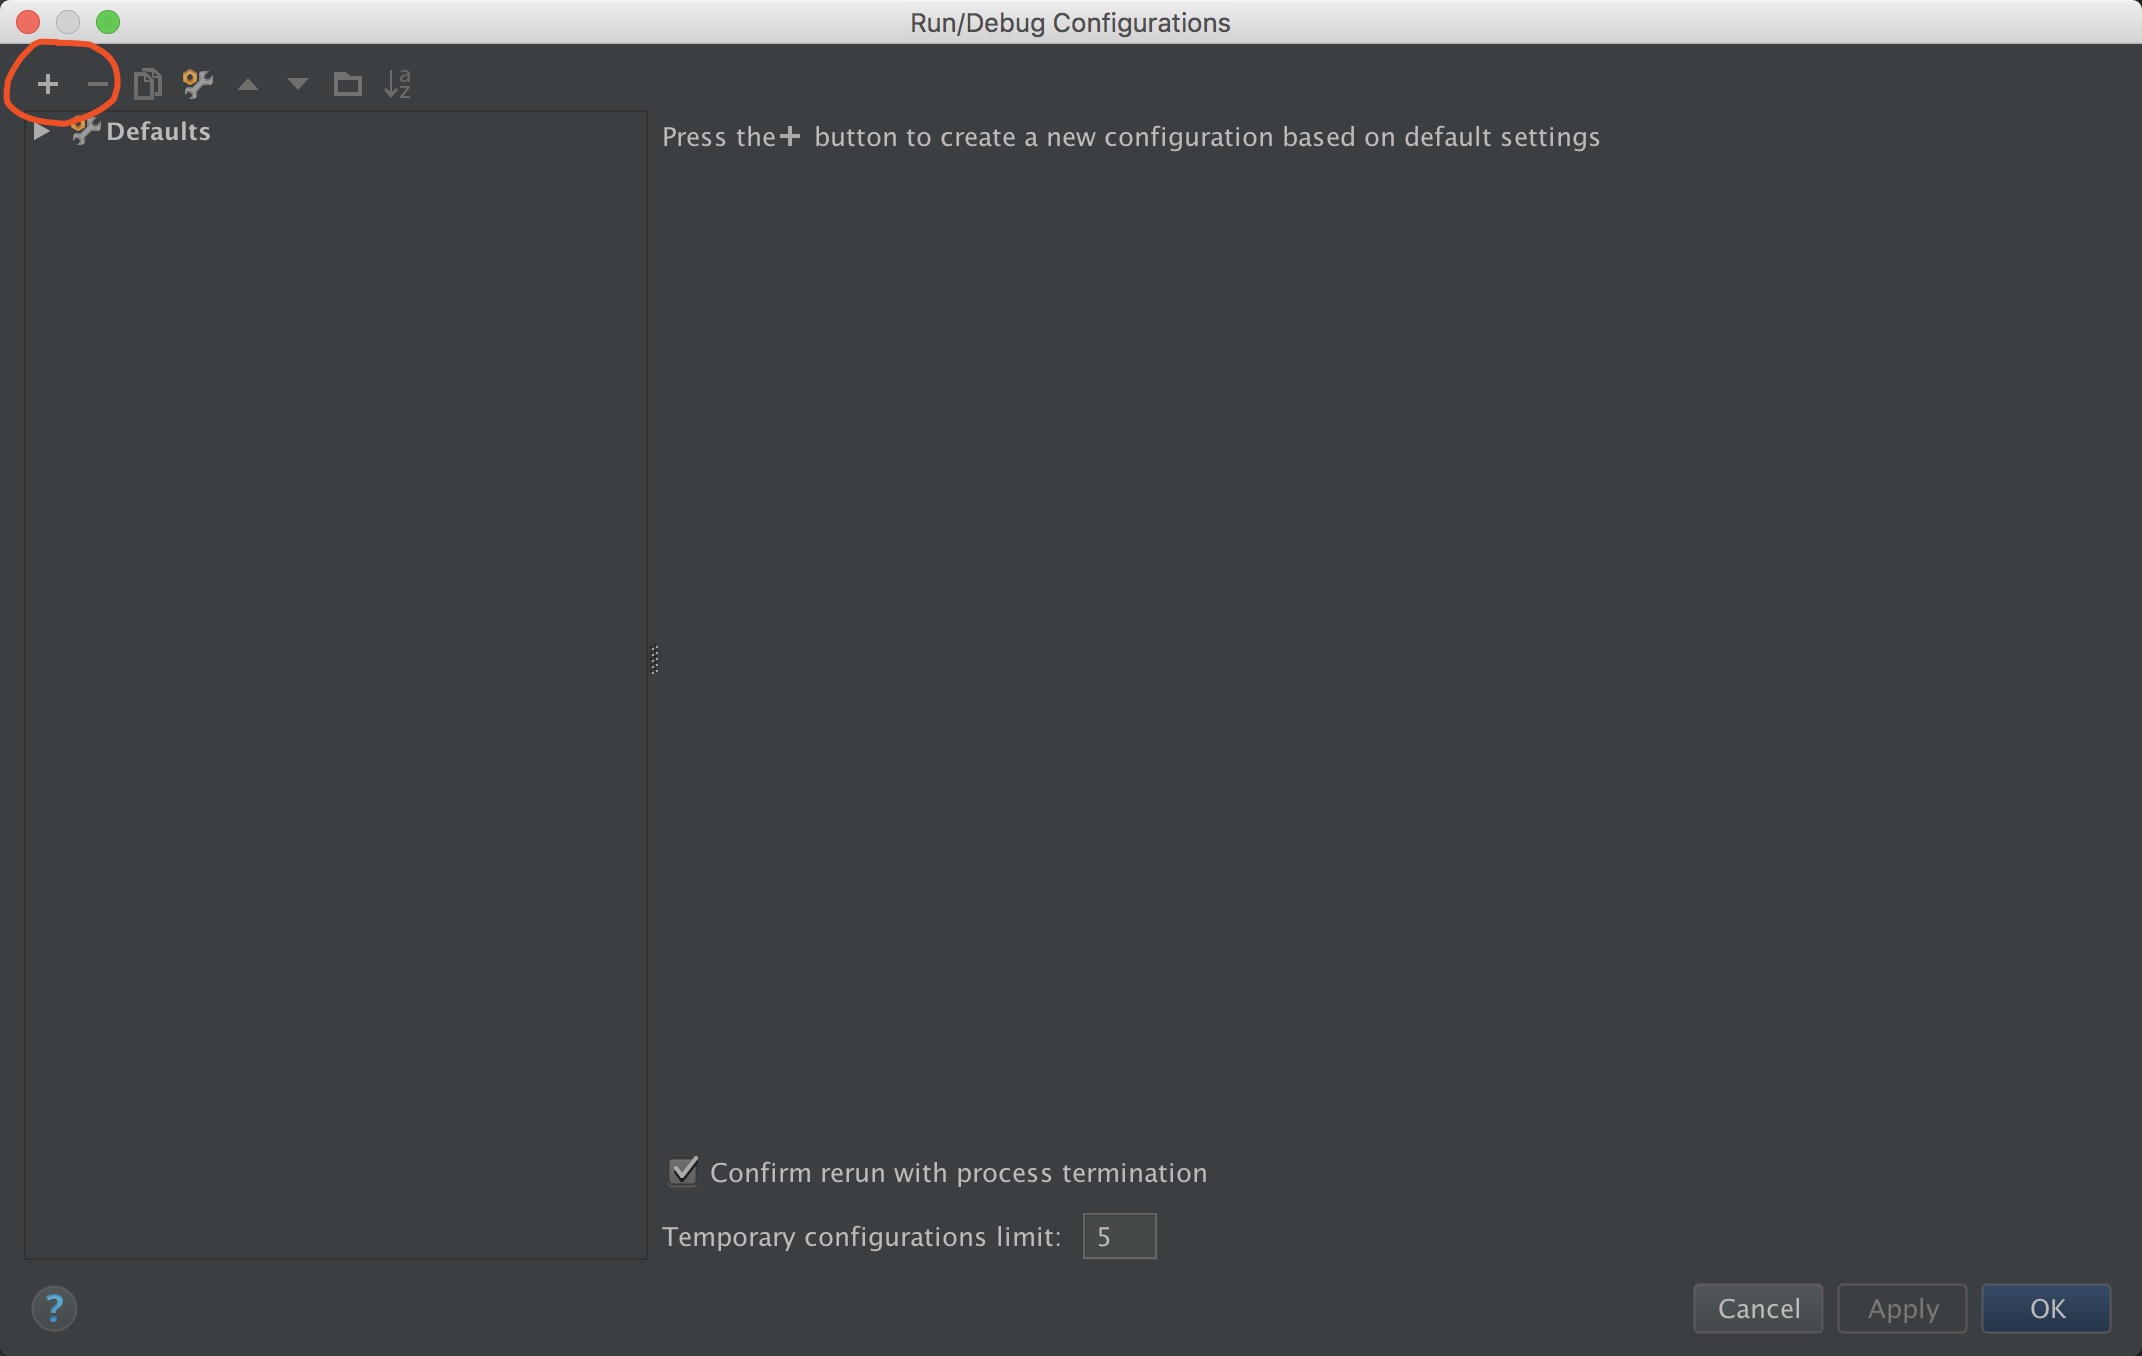 Run/Debug Configurations
Defaults
Press the + button to create a new configuration based on default settings
Confirm rerun with process termination
Temporary configurations limit: 5
? Cancel Apply OK